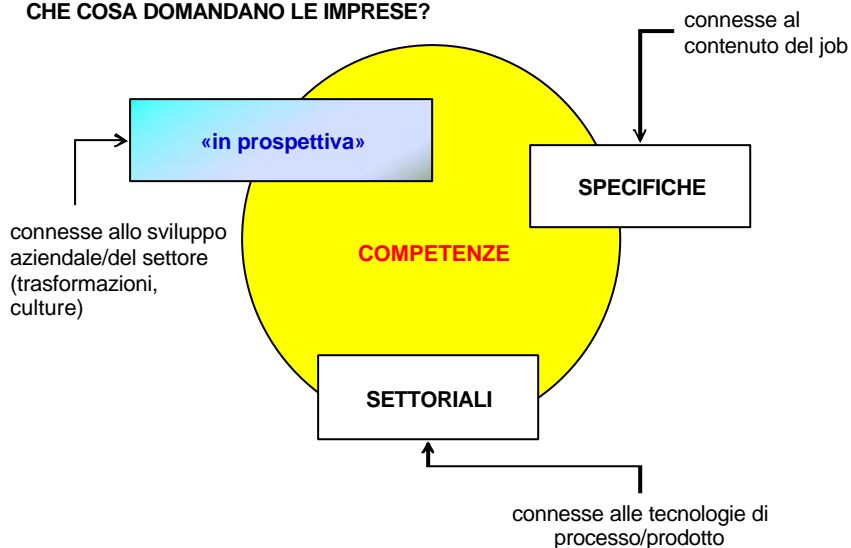 CHE COSA DOMANDANO LE IMPRESE?
connesse al
contenuto del job
«in prospettiva»
SPECIFICHE
connesse allo sviluppo
aziendale/del settore
(trasformazioni,
culture)
COMPETENZE
SETTORIALI
connesse alle tecnologie di
processo/prodotto